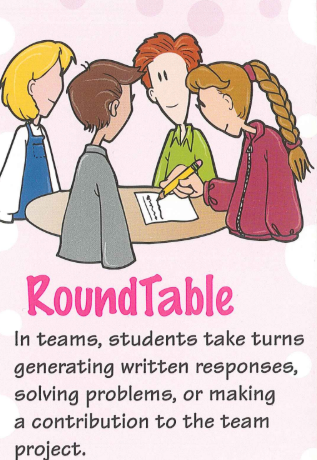 RoundTable
In teams, students take turns
generating written responses,
solving problems, or making
a contribution to the team
project.